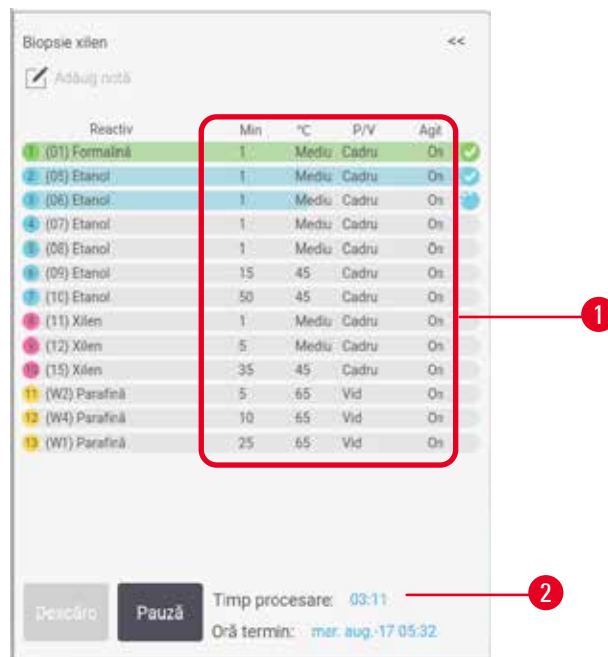 Biopsie xilen <<
Adăug notă
Reactiv Min °C P/V Agit
1 (01) Formalină 1 Mediu Cadru On
2 (05) Etanol 1 Mediu Cadru On
3 (06) Etanol 1 Mediu Cadru On
4 (07) Etanol 1 Mediu Cadru On
5 (08) Etanol 1 Mediu Cadru On
6 (09) Etanol 15 45 Cadru On
7 (10) Etanol 50 45 Cadru On
8 (11) Xilen 1 Mediu Cadru On
9 (12) Xilen 5 Mediu Cadru On
10 (15) Xilen 35 45 Cadru On
11 (W2) Parafină 5 65 Vid On
12 (W4) Parafină 10 65 Vid On
13 (W1) Parafină 25 65 Vid On
1
Descărc Pauză Timp procesare: 03:11 2
Oră termin: mar. aug.-17 05:32